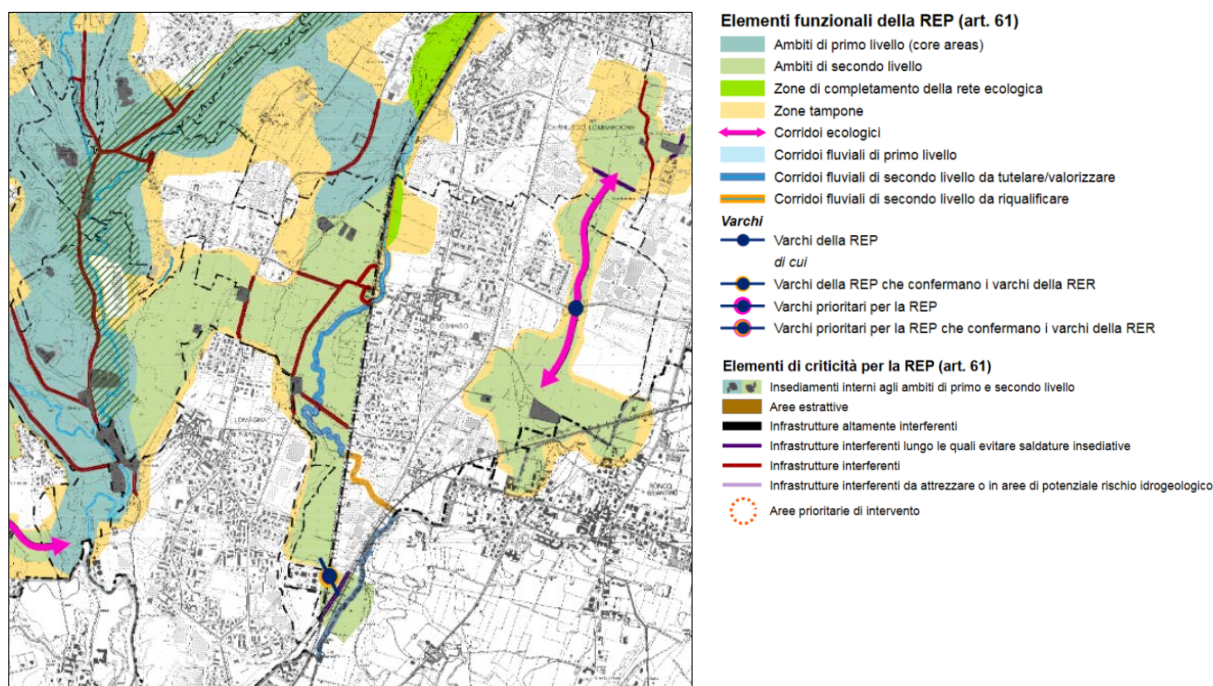 CERNUSCO LOMBARDONE
OSNAGO
LOMAGNA
RONCO
BRIANTINO
Elementi funzionali della REP (art. 61)
Ambiti di primo livello (core areas)
Ambiti di secondo livello
Zone di completamento della rete ecologica
Zone tampone
Corridoi ecologici
Corridoi fluviali di primo livello
Corridoi fluviali di secondo livello da tutelare/valorizzare
Corridoi fluviali di secondo livello da riqualificare
Varchi
Varchi della REP
di cui
Varchi della REP che confermano i varchi della RER
Varchi prioritari per la REP
Varchi prioritari per la REP che confermano i varchi della RER
Elementi di criticità per la REP (art. 61)
Insediamenti interni agli ambiti di primo e secondo livello
Aree estrattive
Infrastrutture altamente interferenti
Infrastrutture interferenti lungo le quali evitare saldature insediative
Infrastrutture interferenti
Infrastrutture interferenti da attrezzare o in aree di potenziale rischio idrogeologico
Aree prioritarie di intervento